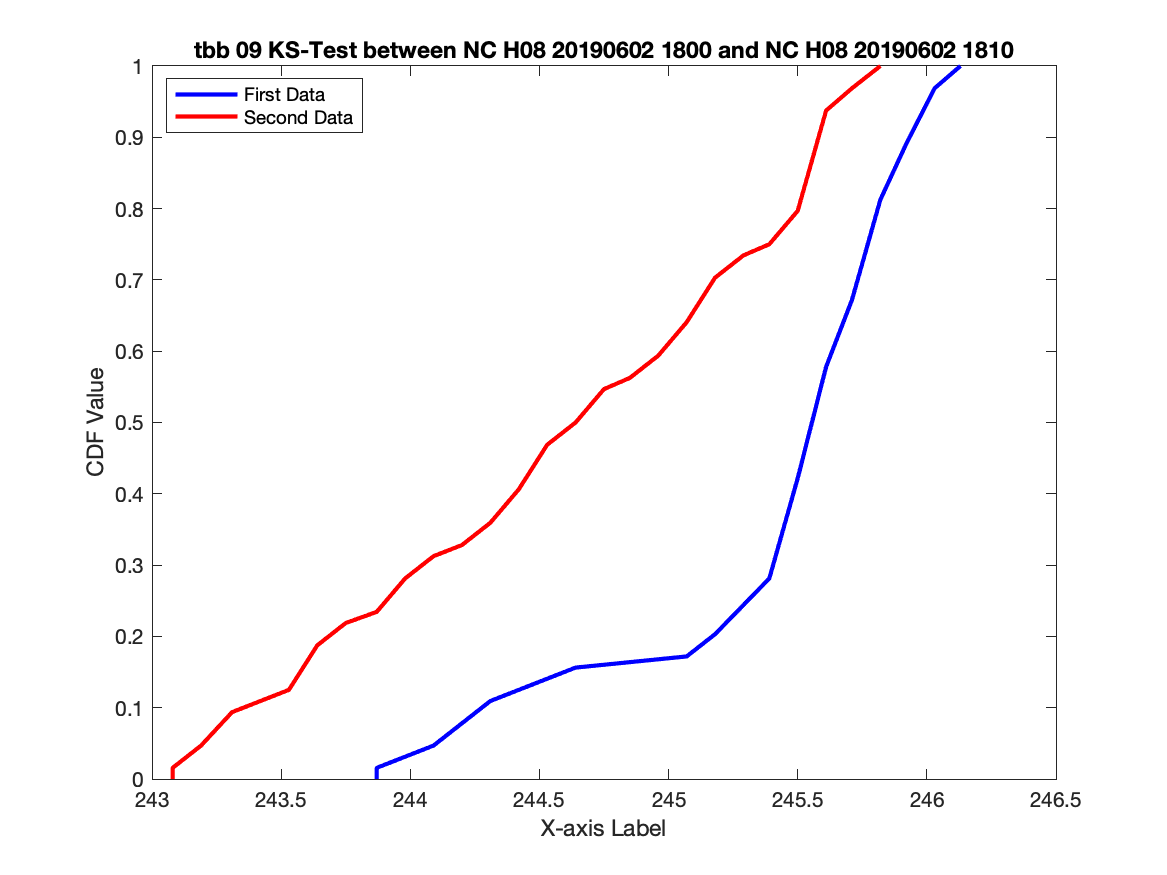 tbb 09 KS-Test between NC H08 20190602 1800 and NC H08 20190602 1810
First Data
Second Data
CDF Value
1
0.9
0.8
0.7
0.6
0.5
0.4
0.3
0.2
0.1
0
243 243.5 244 244.5 245 245.5 246 246.5
X-axis Label